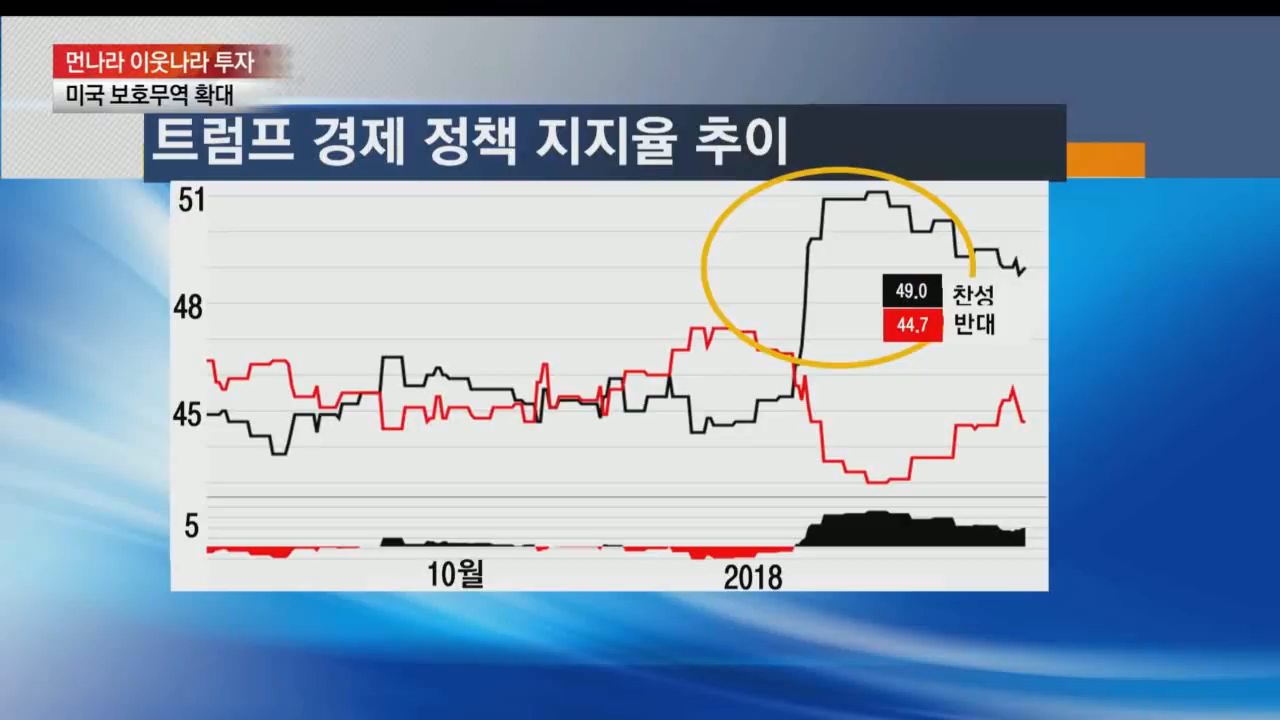 먼나라 이웃나라 투자
미국 보호무역 확대
트럼프 경제 정책 지지율 추이
51
48
45
5
49.0 찬성
44.7 반대
10월
2018